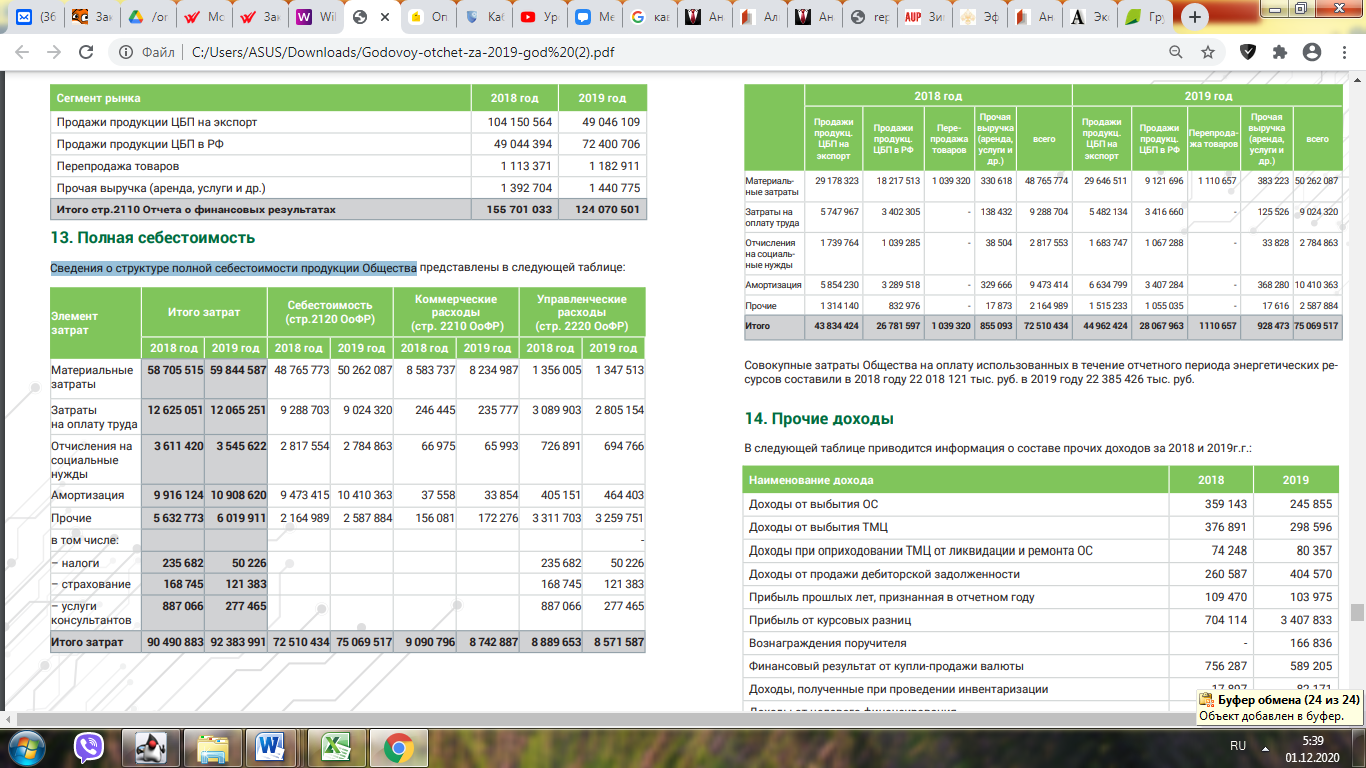 (36
Зак
/or
Мо
Зак
Wil
Оп
Каб
Уро
Ме
кав
Ан
Али
Ан
гер
Зиг
Эф
Ан
Эко
Гру
Файл C:/Users/ASUS/Downloads/Godovoy-otchet-za-2019-god%20(2).pdf
Сегмент рынка 2018 год 2019 год
Продажи продукции ЦБП на экспорт 104 150 564 49 046 109
Продажи продукции ЦБП в РФ 49 044 394 72 400 706
Перепродажа товаров 1 113 371 1 182 911
Прочая выручка (аренда, услуги и др.) 1 392 704 1 440 775
Итого стр.2110 Отчета о финансовых результатах 155 701 033 124 070 501
13. Полная себестоимость
Сведения о структуре полной себестоимости продукции Общества представлены в следующей таблице:
Элемент затрат
Итого затрат
Себестоимость (стр.2120 ОоФР)
Коммерческие расходы (стр. 2210 ОоФР)
Управленческие расходы (стр. 2220 ОоФР)
2018 год 2019 год 2018 год 2019 год 2018 год 2019 год 2018 год 2019 год
Материальные затраты 58 705 515 59 844 587 48 765 773 50 262 087 8 583 737 8 234 987 1 356 005 1 347 513
Затраты на оплату труда 12 625 051 12 065 251 9 288 703 9 024 320 246 445 235 777 3 089 903 2 805 154
Отчисления на социальные нужды 3 611 420 3 545 622 2 817 554 2 784 863 66 975 65 993 726 891 694 766
Амортизация 9 916 124 10 908 620 9 473 415 10 410 363 37 558 33 854 405 151 464 403
Прочие 5 632 773 6 019 911 2 164 989 2 587 884 156 081 172 276 3 311 703 3 259 751
в том числе: -
– налоги 235 682 50 226 235 682 50 226
– страхование 168 745 121 383 168 745 121 383
– услуги консультантов 887 066 277 465 887 066 277 465
Итого затрат 90 490 883 92 383 991 72 510 434 75 069 517 9 090 796 8 742 887 8 889 653 8 571 587
2018 год 2019 год
Продажи продукц. ЦБП на экспорт
Продажи продукц. ЦБП в РФ
Пере-продажа товаров
Прочая выручка (аренда, услуги и др.)
всего
Продажи продукц. ЦБП на экспорт
Продажи продукц. ЦБП в РФ
Перепрода-жа товаров
Прочая выручка (аренда, услуги и др.)
всего
Материаль-ные затраты 29 178 323 18 217 513 1 039 320 330 618 48 765 774 29 646 511 9 121 696 1 110 657 383 223 50 262 087
Затраты на оплату труда 5 747 967 3 402 305 - 138 432 9 288 704 5 482 134 3 416 660 - 125 526 9 024 320
Отчисления на социаль-ные нужды 1 739 764 1 039 285 - 38 504 2 817 553 1 683 747 1 067 288 - 33 828 2 784 863
Амортизация 5 854 230 3 289 518 - 329 666 9 473 414 6 634 799 3 407 284 - 368 280 10 410 363
Прочие 1 314 140 832 976 - 17 873 2 164 989 1 515 233 1 055 035 - 17 616 2 587 884
Итого 43 834 424 26 781 597 1 039 320 855 093 72 510 434 44 962 424 28 067 963 1110 657 928 473 75 069 517
Совокупные затраты Общества на оплату использованных в течение отчетного периода энергетических ре-
сурсов составили в 2018 году 22 018 121 тыс. руб. в 2019 году 22 385 426 тыс. руб.
14. Прочие доходы
В следующей таблице приводится информация о составе прочих доходов за 2018 и 2019г.г.:
Наименование дохода 2018 2019
Доходы от выбытия ОС 359 143 245 855
Доходы от выбытия ТМЦ 376 891 298 596
Доходы при оприходовании ТМЦ от ликвидации и ремонта ОС 74 248 80 357
Доходы от продажи дебиторской задолженности 260 587 404 570
Прибыль прошлых лет, признанная в отчетном году 109 470 103 975
Прибыль от курсовых разниц 704 114 3 407 833
Вознаграждения поручителя - 166 836
Финансовый результат от купли-продажи валюты 756 287 589 205
Доходы, полученные при проведении инвентаризации
Буфер обмена (24 из 24)
Объект добавлен в буфер.
RU
5:39
01.12.2020